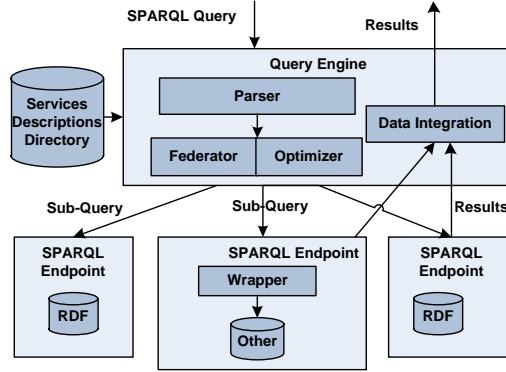 SPARQL Query
Results
Query Engine
Services
Descriptions
Directory
Parser
Data Integration
Federator
Optimizer
Sub-Query
Sub-Query
Results
SPARQL
Endpoint
RDF
SPARQL Endpoint
Wrapper
Other
SPARQL
Endpoint
RDF